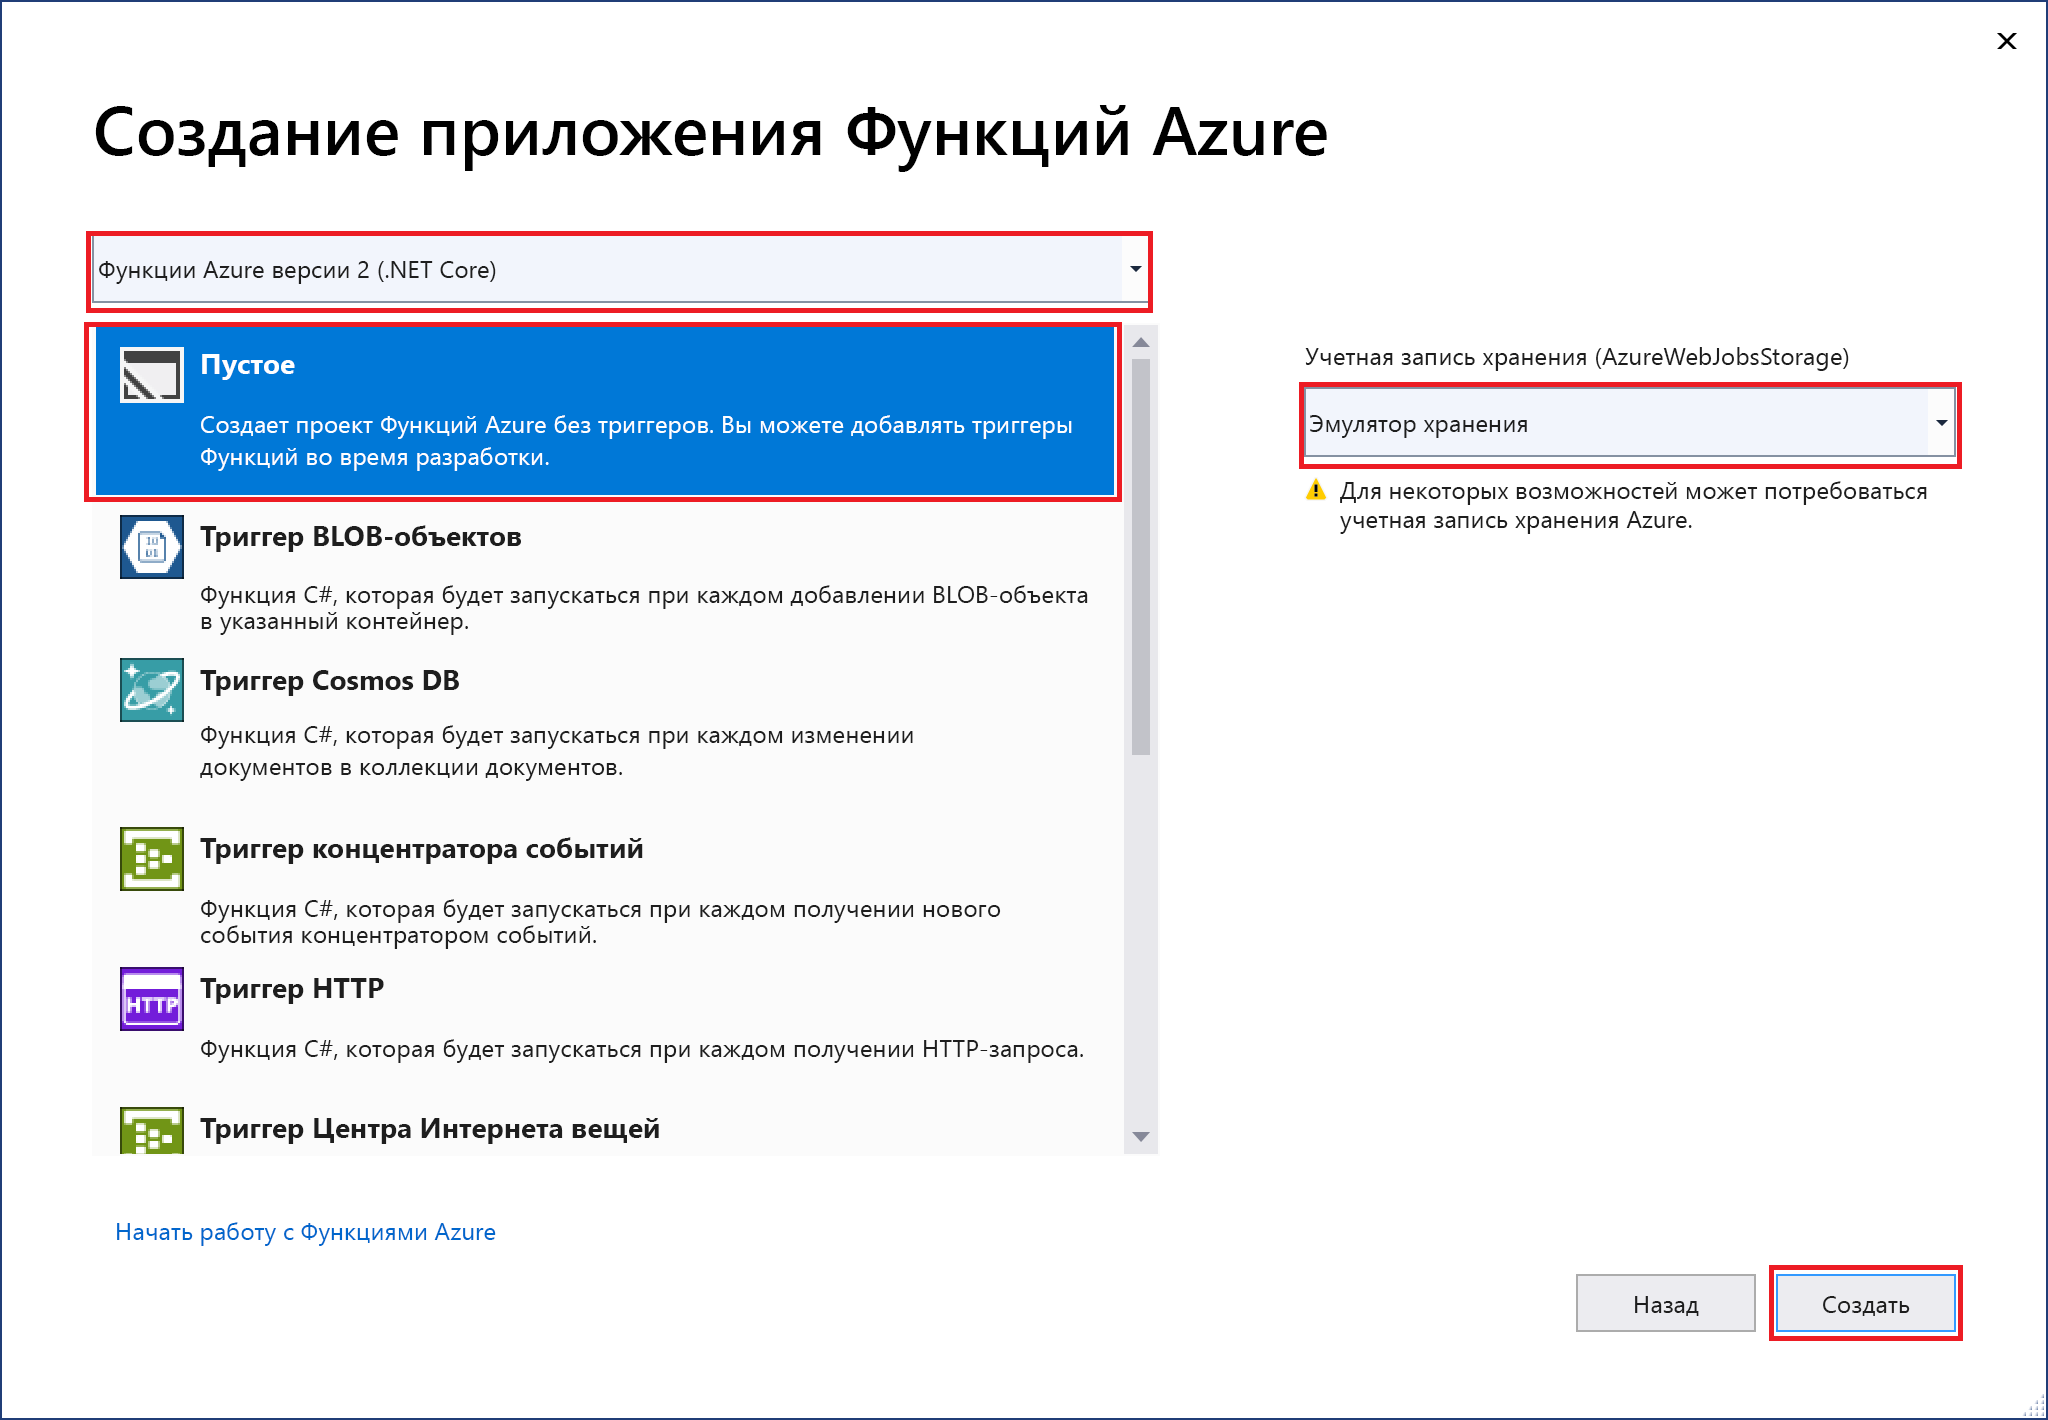 Создание приложения Функций Azure
Функции Azure версии 2 (.NET Core)
Пустое
Создает проект Функций Azure без триггеров. Вы можете добавлять триггеры
Функций во время разработки.
Триггер BLOB-объектов
Функция C#, которая будет запускаться при каждом добавлении BLOB-объекта
в указанный контейнер.
Триггер Cosmos DB
Функция C#, которая будет запускаться при каждом изменении
документов в коллекции документов.
Триггер концентратора событий
Функция C#, которая будет запускаться при каждом получении нового
события концентратором событий.
HTTP
Триггер HTTP
Функция C#, которая будет запускаться при каждом получении HTTP-запроса.
Триггер Центра Интернета вещей
Учетная запись хранения (AzureWebJobsStorage)
Эмулятор хранения
Для некоторых возможностей может потребоваться
учетная запись хранения Azure.
Начать работу с Функциями Azure
Назад
Создать